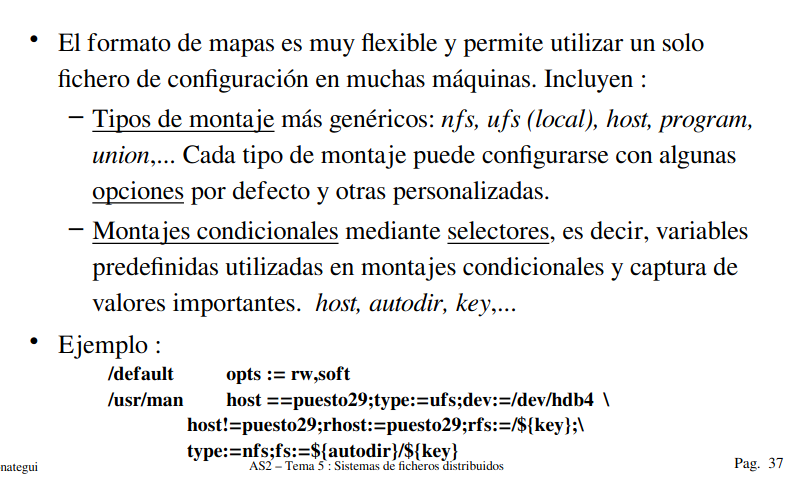 • El formato de mapas es muy flexible y permite utilizar un solo
fichero de configuración en muchas máquinas. Incluyen :
– Tipos de montaje más genéricos: nfs, ufs (local), host, program,
union,... Cada tipo de montaje puede configurarse con algunas
opciones por defecto y otras personalizadas.
– Montajes condicionales mediante selectores, es decir, variables
predefinidas utilizadas en montajes condicionales y captura de
valores importantes. host, autodir, key,...
• Ejemplo :
/default opts := rw,soft
/usr/man host ==puesto29;type:=ufs;dev:=/dev/hdb4 \
host!=puesto29;rhost:=puesto29;rfs:=/${key};\
type:=nfs;fs:=${autodir}/${key}
onategui AS2 – Tema 5 : Sistemas de ficheros distribuidos Pag. 37